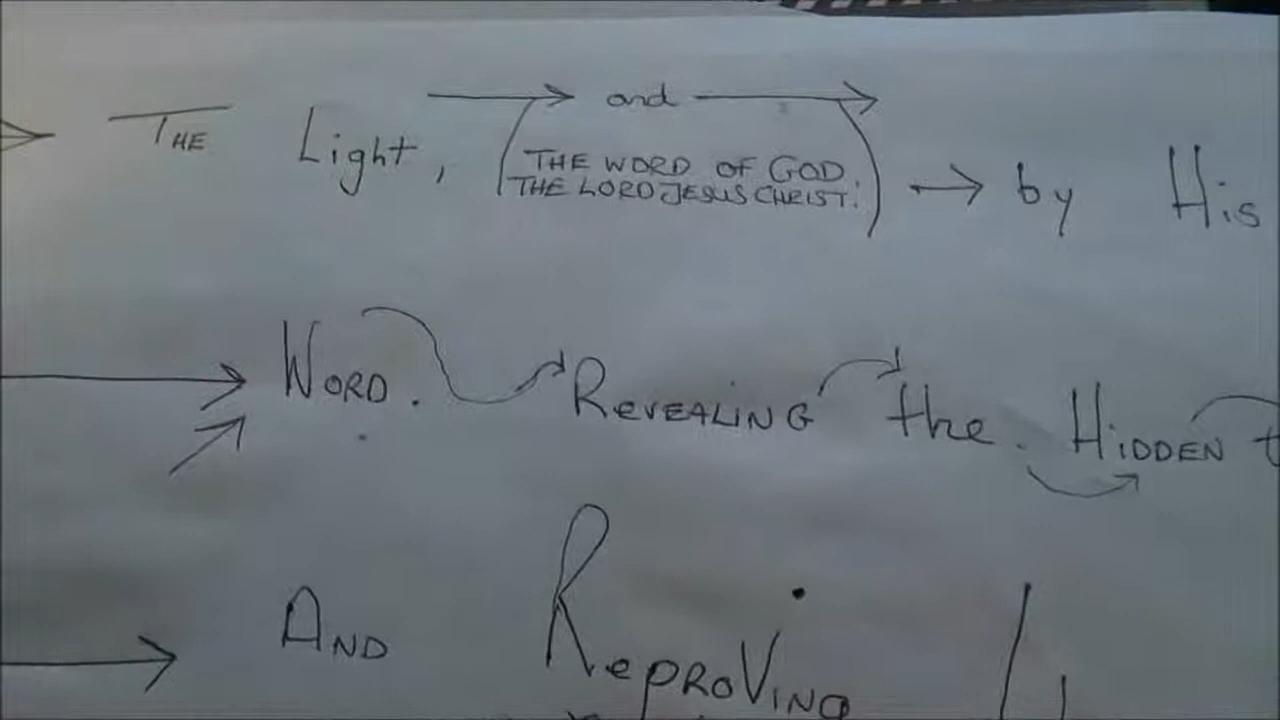 THE Light, and by His
(THE WORD OF GOD
THE LORD JESUS CHRIST.)
WORD. REVEALING the. HIDDEN
AND REPROVING